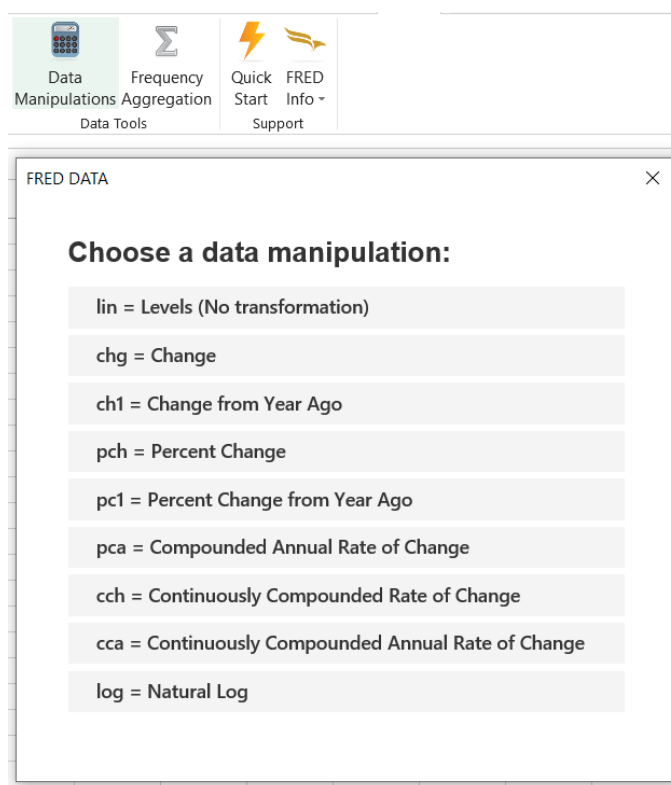 Data
Manipulations
Frequency
Aggregation
Quick
Start
FRED
Info
Data Tools
Support
FRED DATA
Choose a data manipulation:
lin = Levels (No transformation)
chg = Change
ch1 = Change from Year Ago
pch = Percent Change
pc1 = Percent Change from Year Ago
pca = Compounded Annual Rate of Change
cch = Continuously Compounded Rate of Change
cca = Continuously Compounded Annual Rate of Change
log = Natural Log